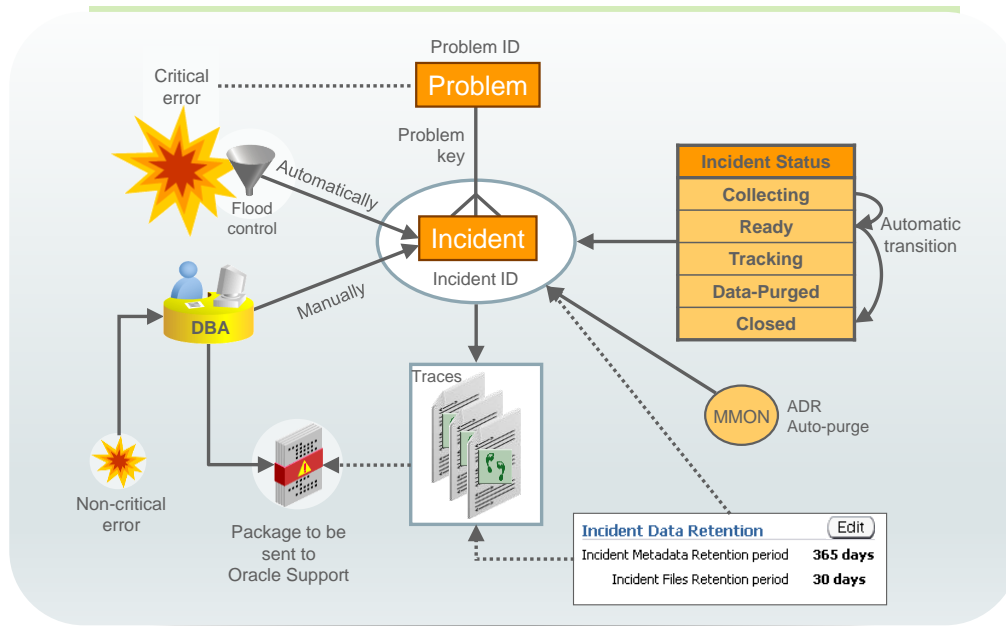 Problem ID
Problem
Critical
error
Problem
key
Automatically
Flood
control
Incident
Incident ID
Manually
DBA
Incident Status
Collecting
Ready
Tracking
Data-Purged
Closed
Automatic
transition
Traces
MMON
ADR
Auto-purge
Non-critical
error
Package to be
sent to
Oracle Support
Incident Data Retention
Edit
Incident Metadata Retention period 365 days
Incident Files Retention period 30 days